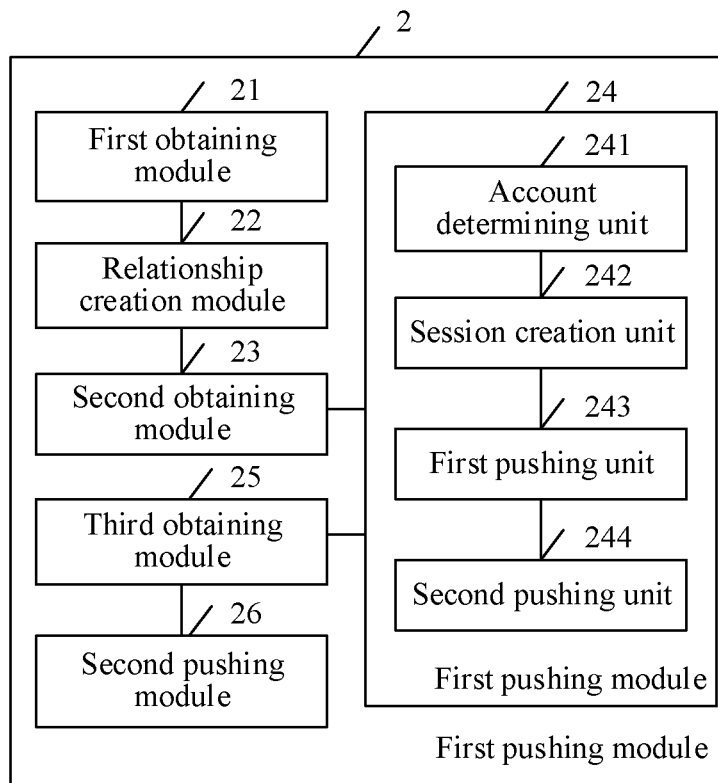 2
21
First obtaining
module
22
Relationship
creation module
23
Second obtaining
module
25
Third obtaining
module
26
Second pushing
module
24
241
Account
determining unit
242
Session creation unit
243
First pushing unit
244
Second pushing unit
First pushing module
First pushing module